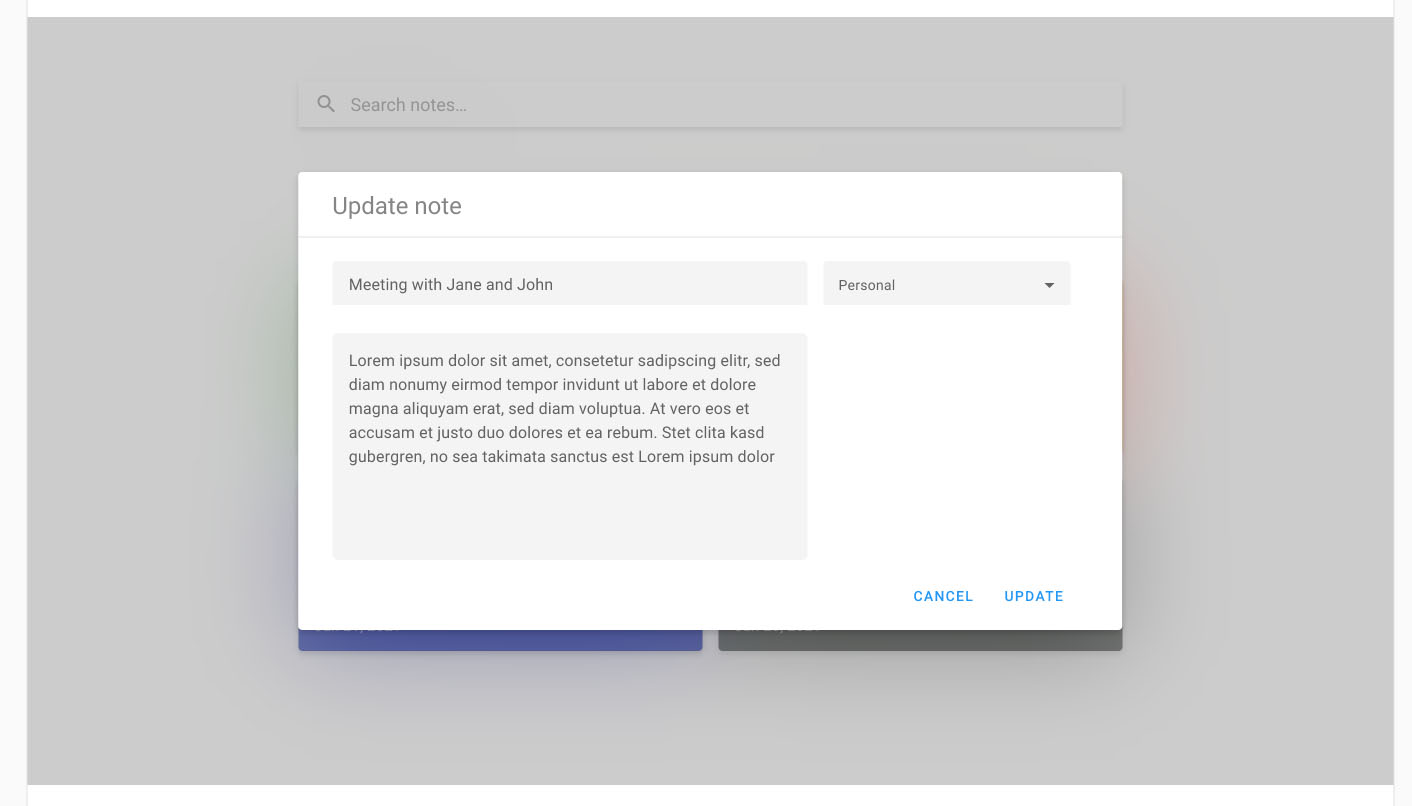 Search notes...
Update note
Meeting with Jane and John
Personal
Lorem ipsum dolor sit amet, consetetur sadipscing elitr, sed
diam nonumy eirmod tempor invidunt ut labore et dolore
magna aliquyam erat, sed diam voluptua. At vero eos et
accusam et justo duo dolores et ea rebum. Stet clita kasd
gubergren, no sea takimata sanctus est Lorem ipsum dolor
CANCEL UPDATE